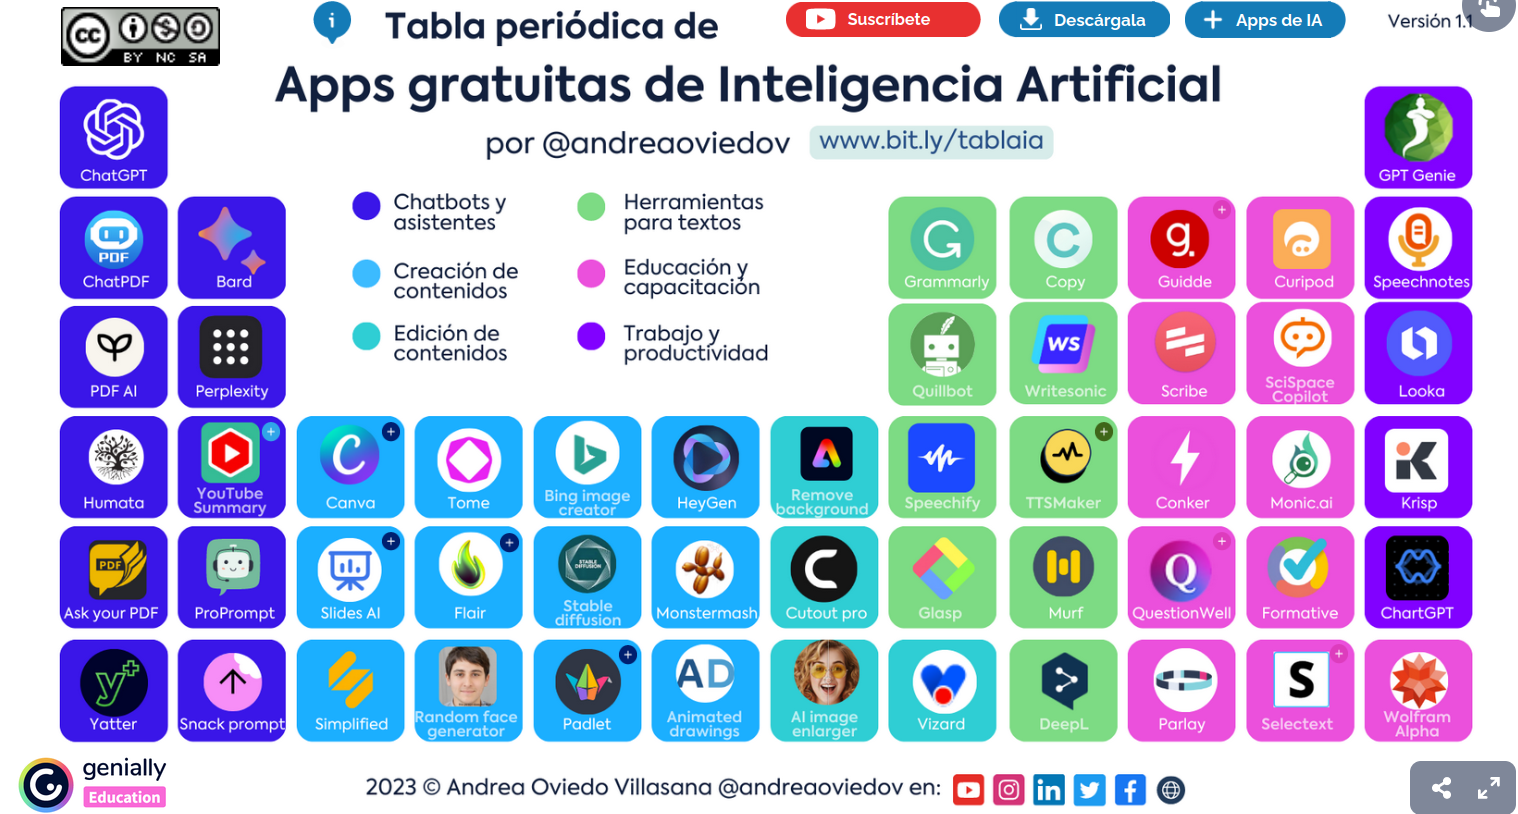 BY NC SA
i
Tabla periódica de
Suscríbete
Descárgala
+ Apps de IA
Versión 1.1
Apps gratuitas de Inteligencia Artificial
por @andreaoviedov
www.bit.ly/tablaia
ChatGPT
GPT Genie
Chatbots y
asistentes
Herramientas
para textos
Creación de
contenidos
Educación y
capacitación
Edición de
contenidos
Trabajo y
productividad
PDF
ChatPDF
Bard
Grammarly
Copy
g.
Guidde
Curipod
Speechnotes
PDF AI
Perplexity
Quillbot
WS
Writesonic
Scribe
SciSpace
Copilot
Looka
Humata
YouTube
Summary
Canva
Tome
Bing image
creator
HeyGen
Remove
background
Speechify
TTSMaker
Conker
Monic.ai
Krisp
PDF
Ask your PDF
ProPrompt
Slides AI
Flair
STABLE
DIFFUSION
Stable
diffusion
Monstermash
Cutout pro
Glasp
Murf
Q
QuestionWell
Formative
ChartGPT
y+
Yatter
Snack prompt
Simplified
Random face
generator
Padlet
AD
Animated
drawings
AI image
enlarger
Vizard
DeepL
Parlay
S
Selectext
Wolfram
Alpha
genially
Education
2023 © Andrea Oviedo Villasana @andreaoviedov en: